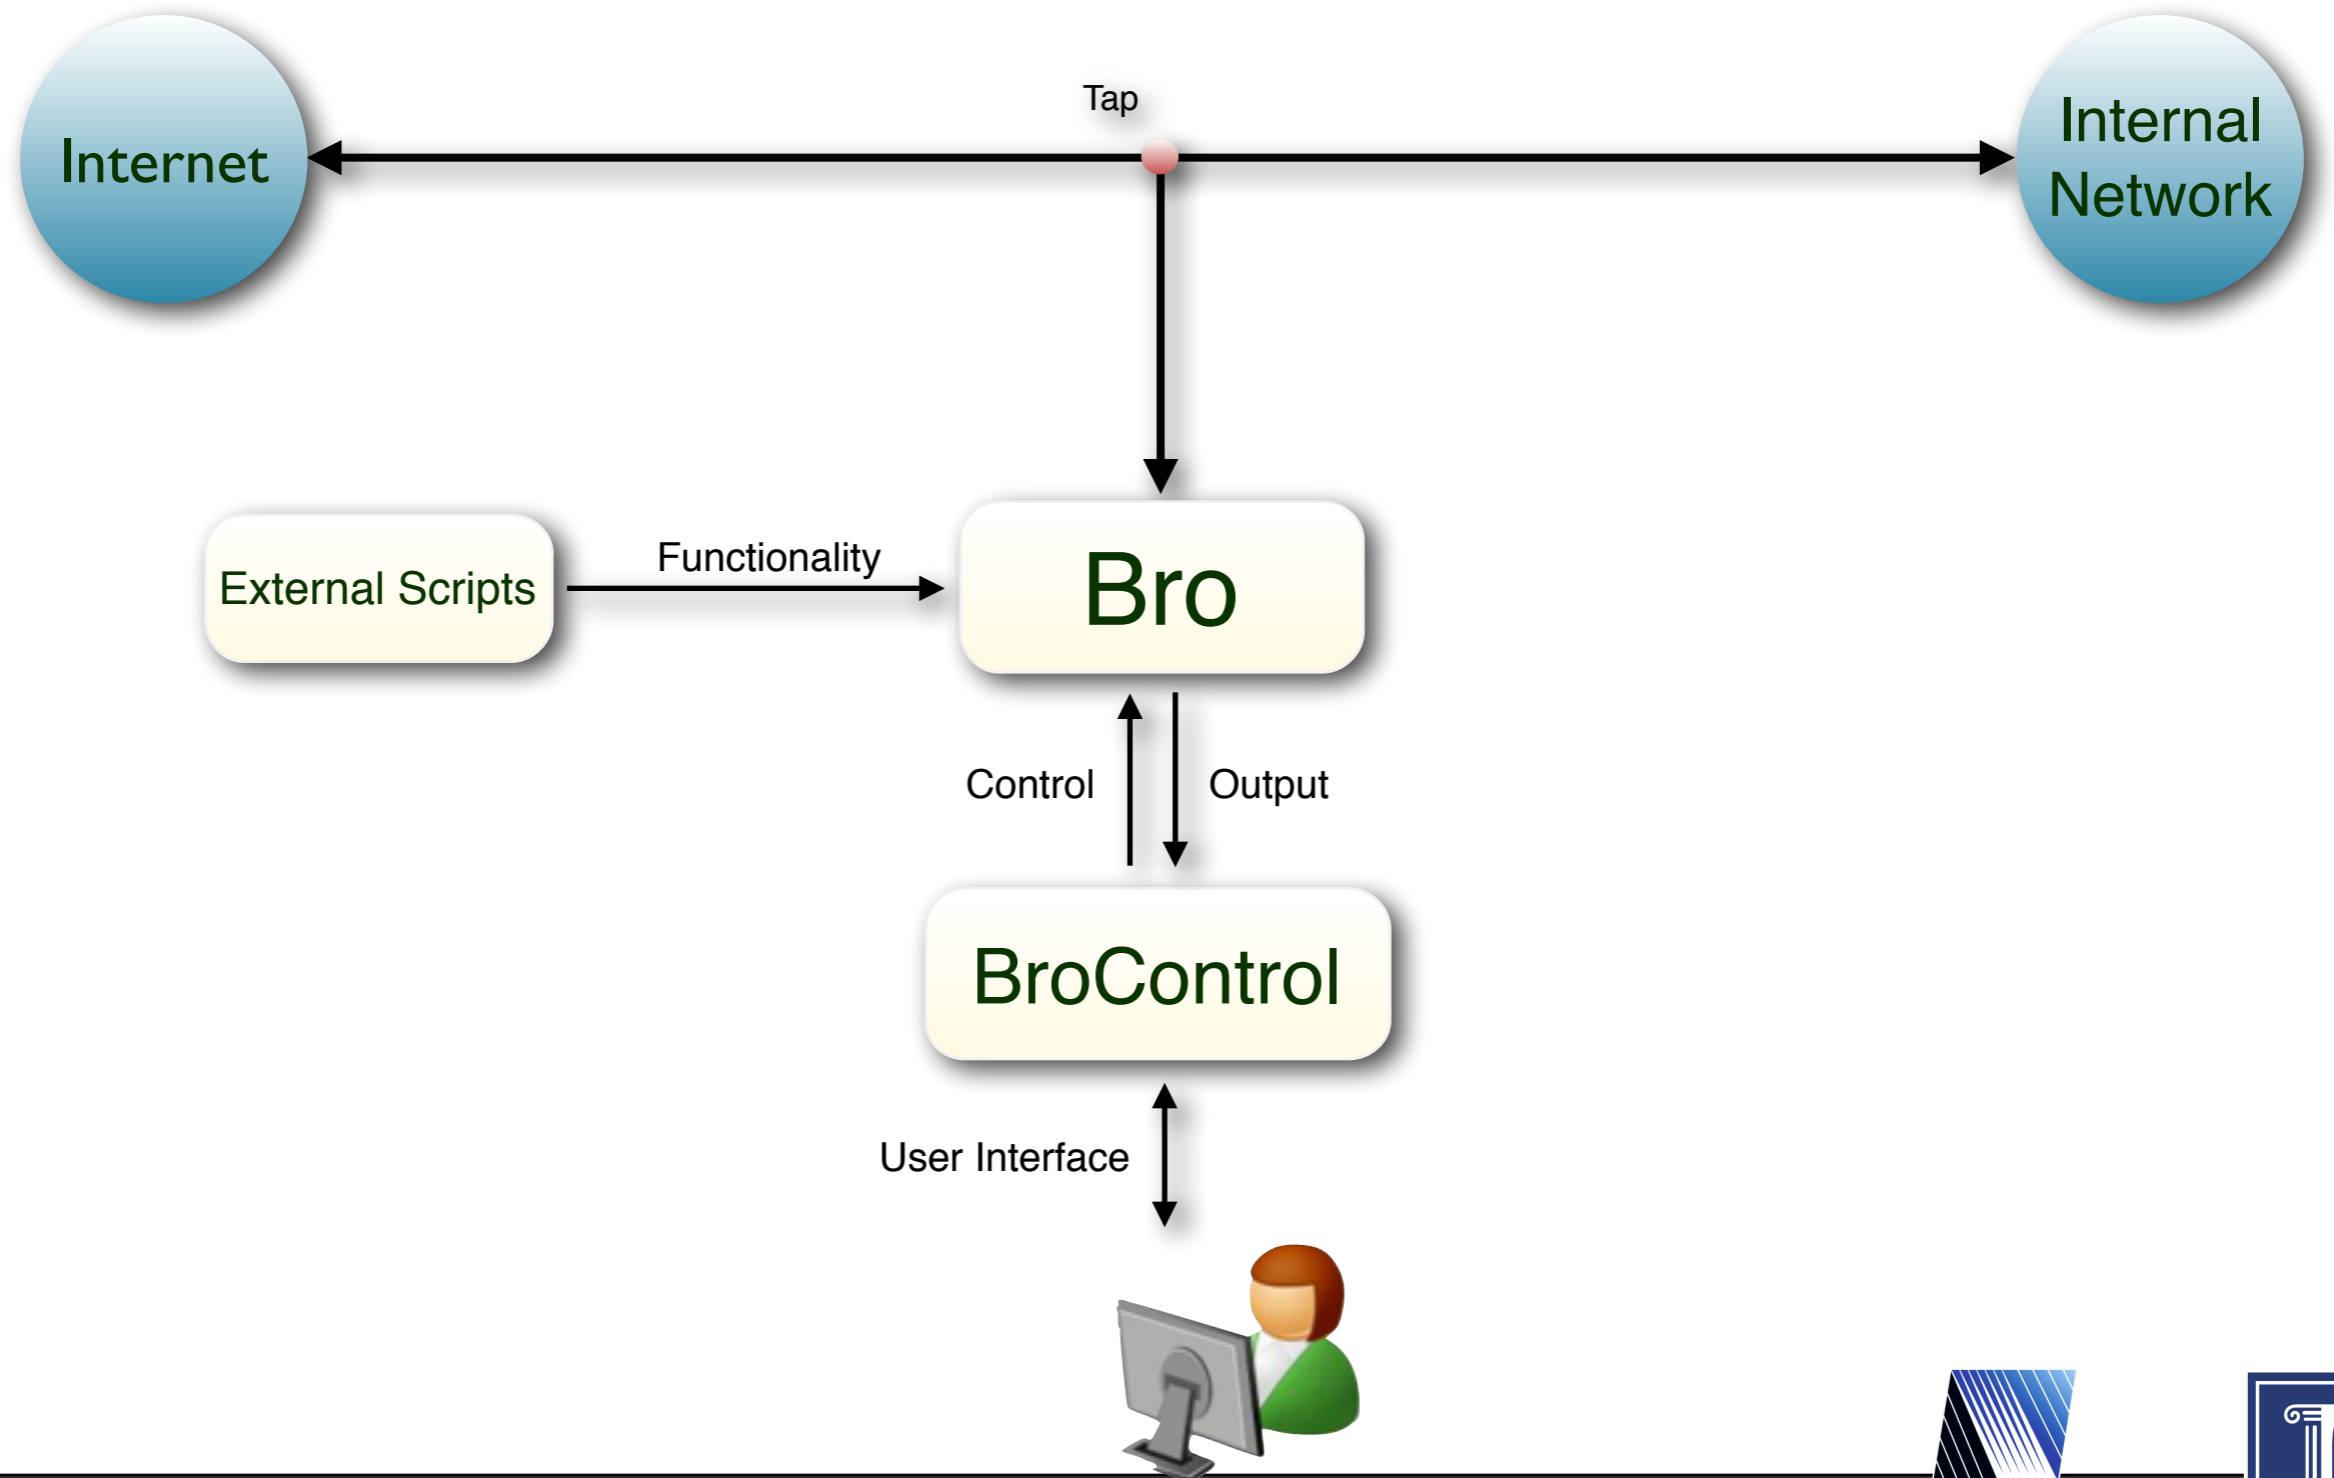 Tap
Internet
Internal
Network
Functionality
External Scripts
Bro
Control
Output
BroControl
User Interface